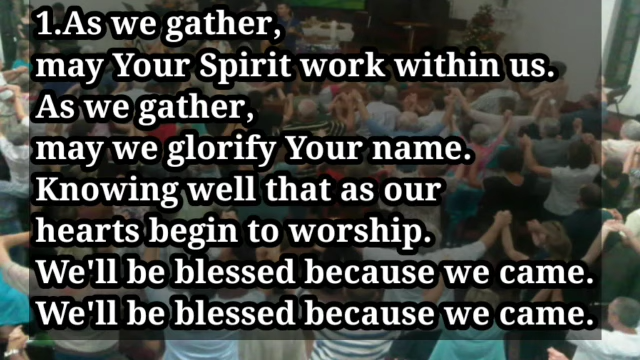 1.As we gather,
may Your Spirit work within us.
As we gather,
may we glorify Your name.
Knowing well that as our
hearts begin to worship.
We'll be blessed because we came.
We'll be blessed because we came.